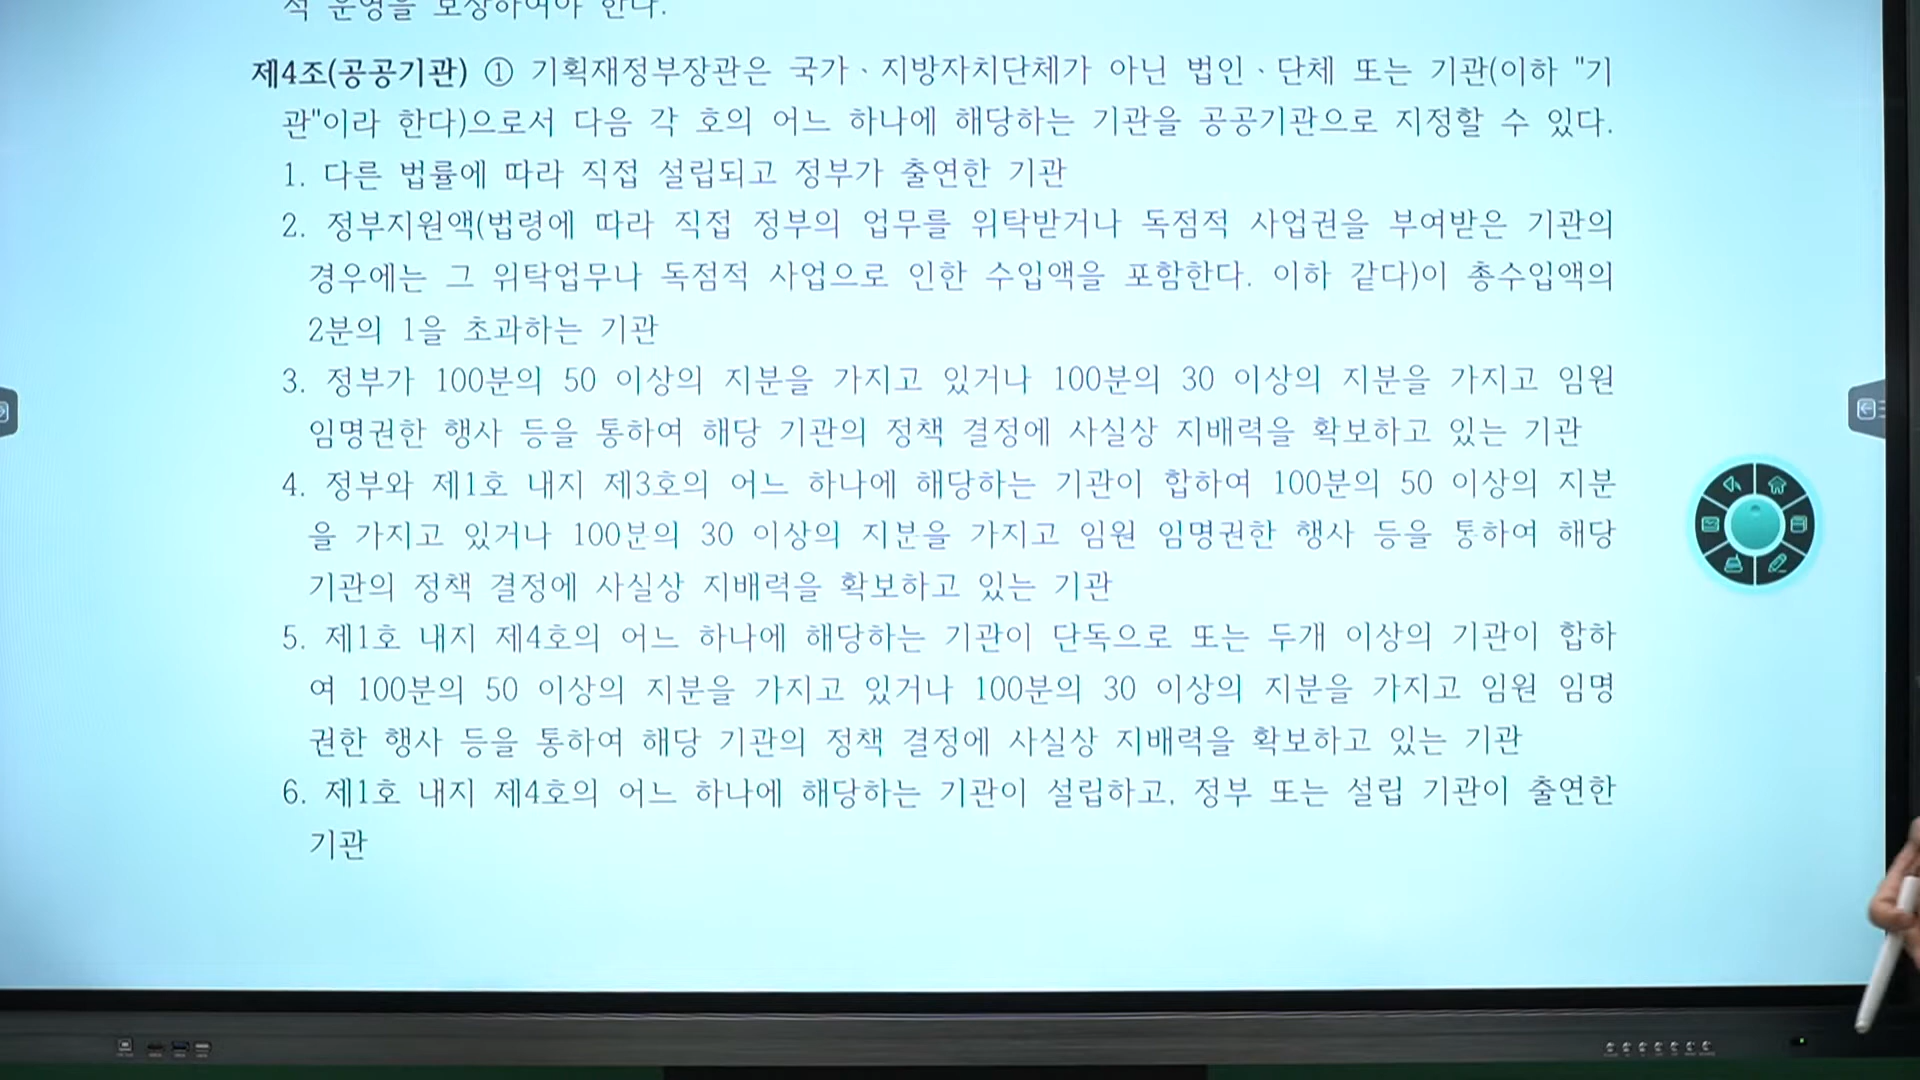 적 운영을 보장하여야 한다.
제4조(공공기관) ① 기획재정부장관은 국가ㆍ지방자치단체가 아닌 법인ㆍ단체 또는 기관(이하 "기
관"이라 한다)으로서 다음 각 호의 어느 하나에 해당하는 기관을 공공기관으로 지정할 수 있다.
1. 다른 법률에 따라 직접 설립되고 정부가 출연한 기관
2. 정부지원액(법령에 따라 직접 정부의 업무를 위탁받거나 독점적 사업권을 부여받은 기관의
경우에는 그 위탁업무나 독점적 사업으로 인한 수입액을 포함한다. 이하 같다)이 총수입액의
2분의 1을 초과하는 기관
3. 정부가 100분의 50 이상의 지분을 가지고 있거나 100분의 30 이상의 지분을 가지고 임원
임명권한 행사 등을 통하여 해당 기관의 정책 결정에 사실상 지배력을 확보하고 있는 기관
4. 정부와 제1호 내지 제3호의 어느 하나에 해당하는 기관이 합하여 100분의 50 이상의 지분
을 가지고 있거나 100분의 30 이상의 지분을 가지고 임원 임명권한 행사 등을 통하여 해당
기관의 정책 결정에 사실상 지배력을 확보하고 있는 기관
5. 제1호 내지 제4호의 어느 하나에 해당하는 기관이 단독으로 또는 두개 이상의 기관이 합하
여 100분의 50 이상의 지분을 가지고 있거나 100분의 30 이상의 지분을 가지고 임원 임명
권한 행사 등을 통하여 해당 기관의 정책 결정에 사실상 지배력을 확보하고 있는 기관
6. 제1호 내지 제4호의 어느 하나에 해당하는 기관이 설립하고, 정부 또는 설립 기관이 출연한
기관